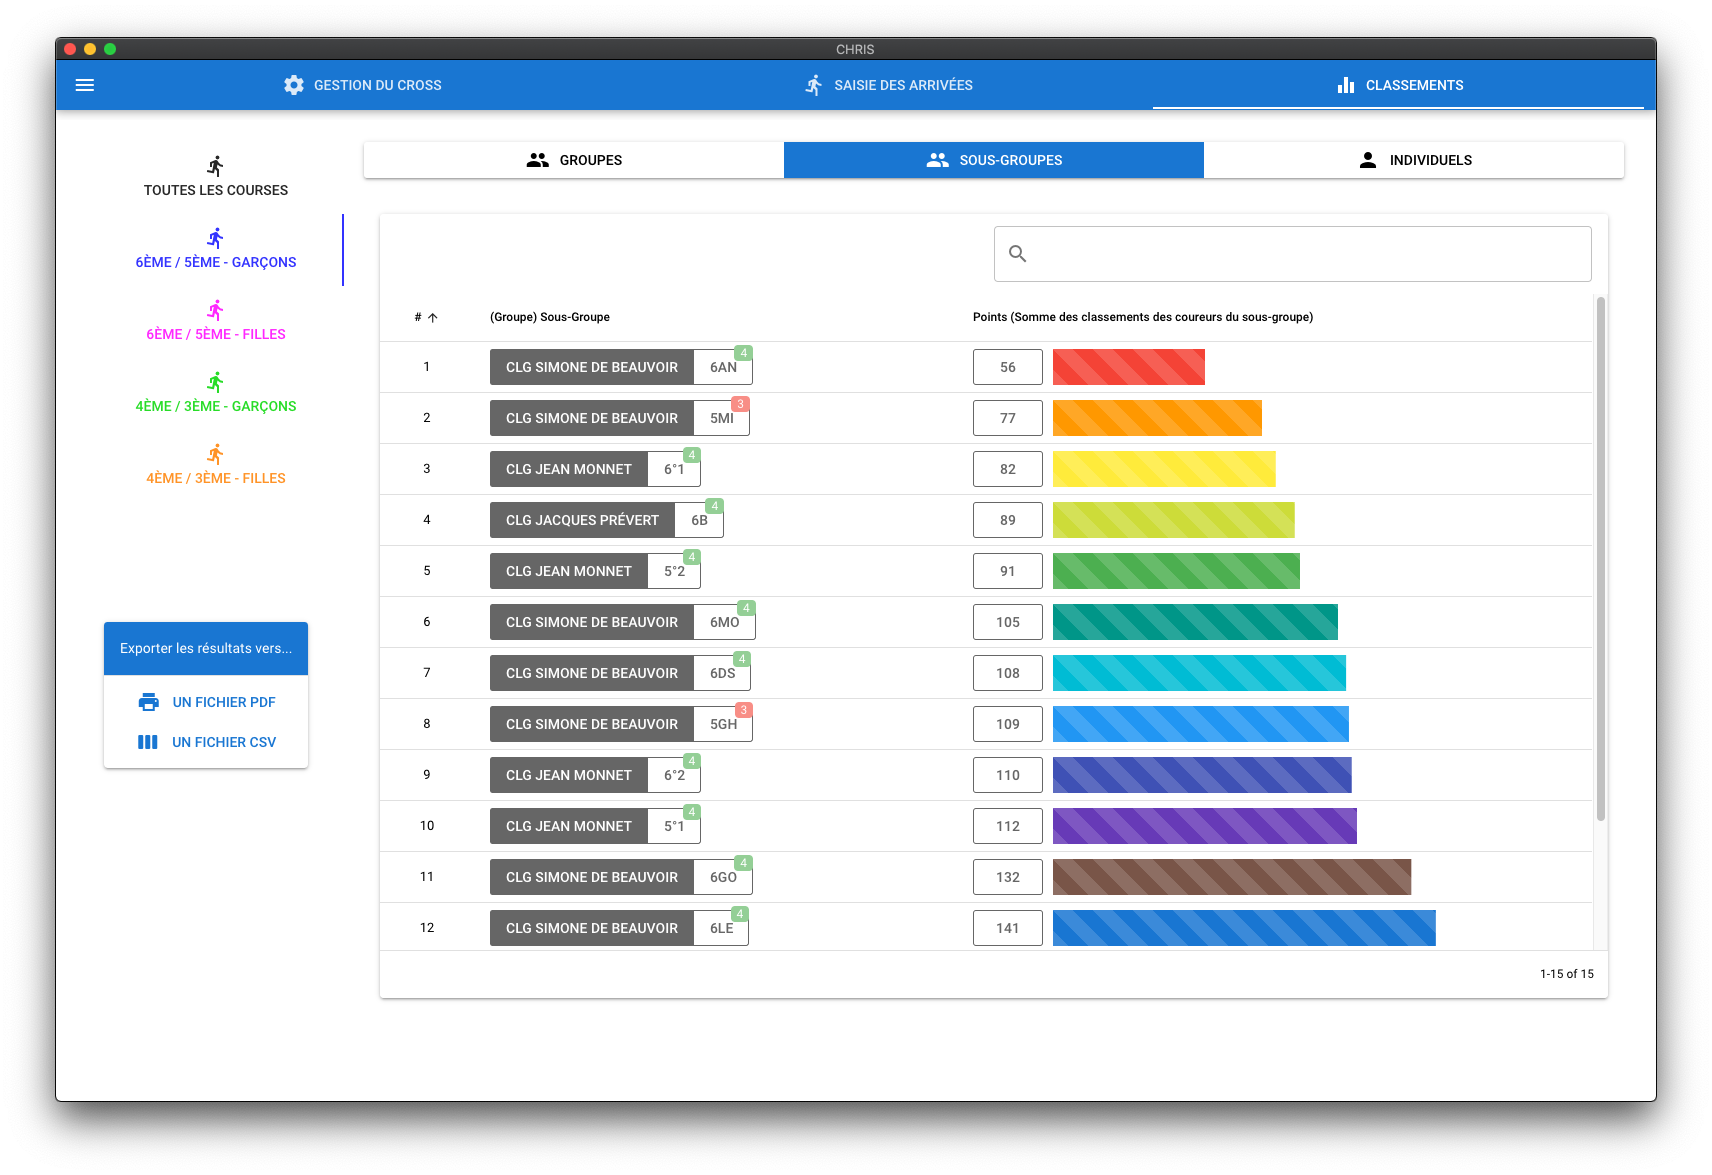 CHRIS
GESTION DU CROSS
SAISIE DES ARRIVÉES
CLASSEMENTS
TOUTES LES COURSES
6ÈME / 5ÈME - GARÇONS
6ÈME / 5ÈME - FILLES
4ÈME / 3ÈME - GARÇONS
4ÈME / 3ÈME - FILLES
Exporter les résultats vers...
UN FICHIER PDF
UN FICHIER CSV
GROUPES
SOUS-GROUPES
INDIVIDUELS
# (Groupe) Sous-Groupe Points (Somme des classements des coureurs du sous-groupe)
1 CLG SIMONE DE BEAUVOIR 6AN 4 56
2 CLG SIMONE DE BEAUVOIR 5MI 3 77
3 CLG JEAN MONNET 6°1 4 82
4 CLG JACQUES PRÉVERT 6B 4 89
5 CLG JEAN MONNET 5°2 4 91
6 CLG SIMONE DE BEAUVOIR 6MO 4 105
7 CLG SIMONE DE BEAUVOIR 6DS 4 108
8 CLG SIMONE DE BEAUVOIR 5GH 3 109
9 CLG JEAN MONNET 6°2 4 110
10 CLG JEAN MONNET 5°1 4 112
11 CLG SIMONE DE BEAUVOIR 6GO 4 132
12 CLG SIMONE DE BEAUVOIR 6LE 4 141
1-15 of 15